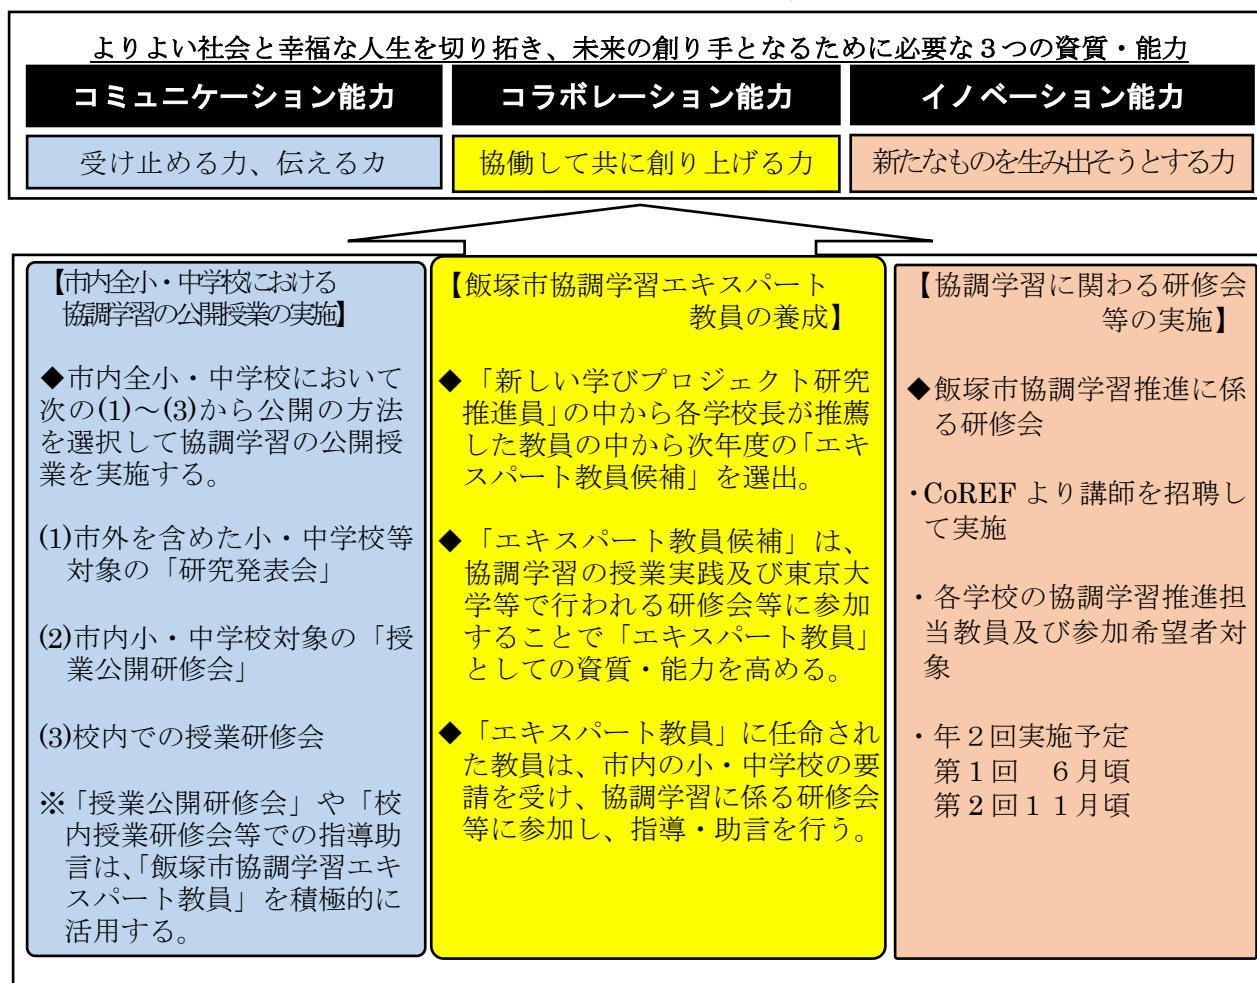 よりよい社会と幸福な人生を切り拓き、未来の創り手となるために必要な３つの資質・能力
コミュニケーション能力
コラボレーション能力
イノベーション能力
受け止める力、伝えるカ
協働して共に創り上げる力
新たなものを生み出そうとする力
【市内全小・中学校における
協調学習の公開授業の実施】
◆市内全小・中学校において
次の(1)～(3)から公開の方法
を選択して協調学習の公開授
業を実施する。
(1)市外を含めた小・中学校等
対象の「研究発表会」
(2)市内小・中学校対象の「授
業公開研修会」
(3)校内での授業研修会
※「授業公開研修会」や「校
内授業研修会等での指導助
言は、「飯塚市協調学習エキ
スパート教員」を積極的に
活用する。
【飯塚市協調学習エキスパート
教員の養成】
◆「新しい学びプロジェクト研究
推進員」の中から各学校長が推薦
した教員の中から次年度の「エキ
スパート教員候補」を選出。
◆「エキスパート教員候補」は、
協調学習の授業実践及び東京大
学等で行われる研修会等に参加
することで「エキスパート教員」
としての資質・能力を高める。
◆「エキスパート教員」に任命され
た教員は、市内の小・中学校の要
請を受け、協調学習に係る研修会
等に参加し、指導・助言を行う。
【協調学習に関わる研修会
等の実施】
◆飯塚市協調学習推進に係
る研修会
・CoREF より講師を招聘し
て実施
・各学校の協調学習推進担
当教員及び参加希望者対
象
・年２回実施予定
第１回　６月頃
第２回１１月頃